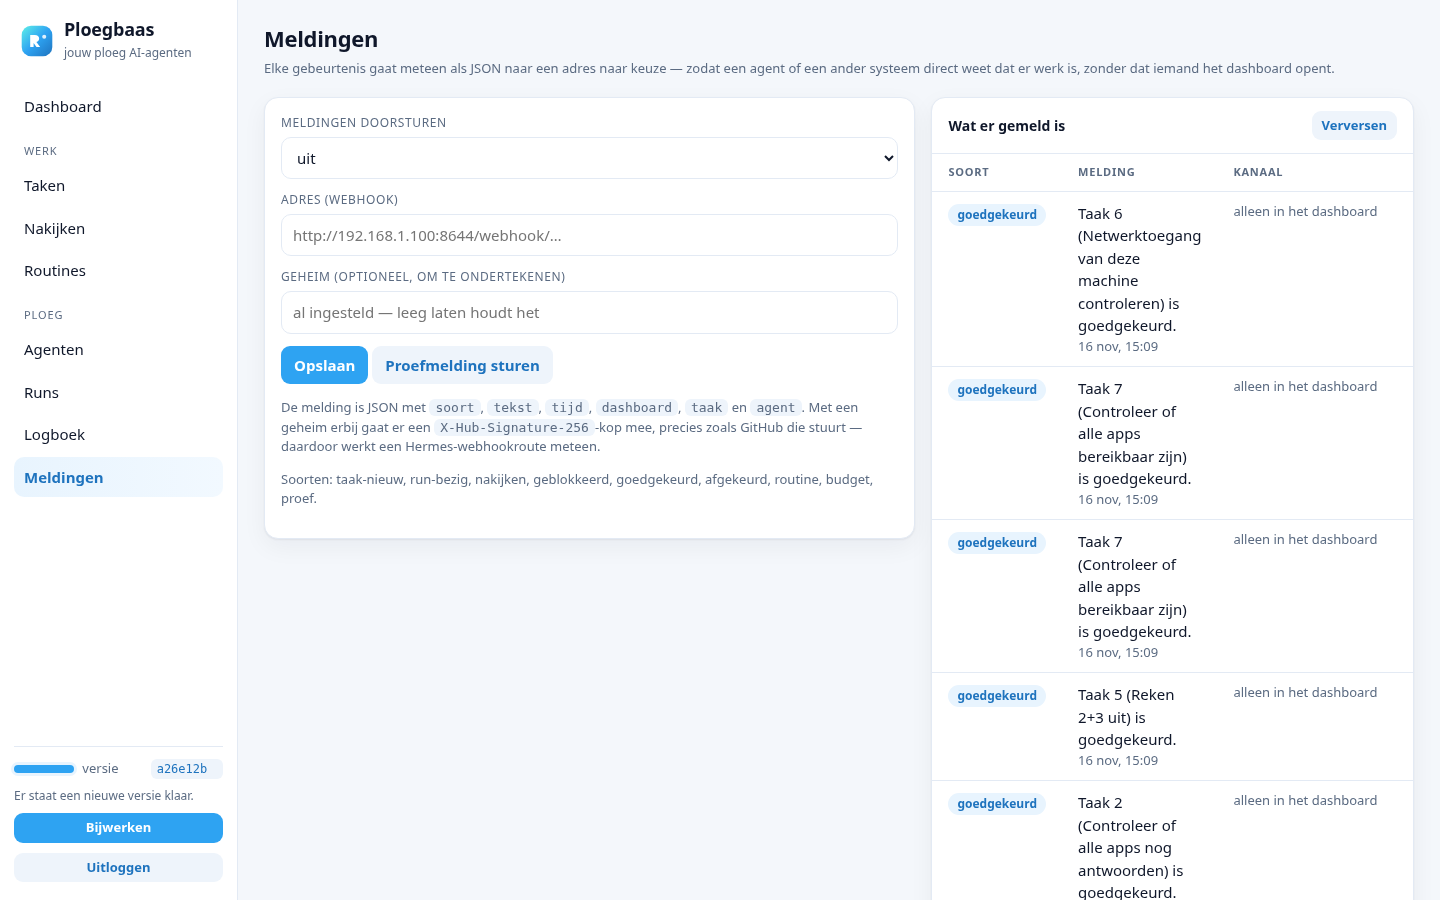 Ploegbaas
jouw ploeg AI-agenten
Dashboard
WERK
Taken
Nakijken
Routines
PLOEG
Agenten
Runs
Logboek
Meldingen
versie a26e12b
Er staat een nieuwe versie klaar.
Bijwerken
Uitloggen
Meldingen
Elke gebeurtenis gaat meteen als JSON naar een adres naar keuze — zodat een agent of een ander systeem direct weet dat er werk is, zonder dat iemand het dashboard opent.
MELDINGEN DOORSTUREN
uit
ADRES (WEBHOOK)
http://192.168.1.100:8644/webhook/...
GEHEIM (OPTIONEEL, OM TE ONDERTEKENEN)
al ingesteld — leeg laten houdt het
Opslaan Proefmelding sturen
De melding is JSON met soort, tekst, tijd, dashboard, taak en agent. Met een
geheim erbij gaat er een X-Hub-Signature-256-kop mee, precies zoals GitHub die stuurt —
daardoor werkt een Hermes-webhookroute meteen.
Soorten: taak-nieuw, run-bezig, nakijken, geblokkeerd, goedgekeurd, afgekeurd, routine, budget,
proef.
Wat er gemeld is
Verversen
SOORT MELDING KANAAL
goedgekeurd
Taak 6
(Netwerktoegang
van deze
machine
controleren) is
goedgekeurd.
16 nov, 15:09
alleen in het dashboard
goedgekeurd
Taak 7
(Controleer of
alle apps
bereikbaar zijn)
is goedgekeurd.
16 nov, 15:09
alleen in het dashboard
goedgekeurd
Taak 7
(Controleer of
alle apps
bereikbaar zijn)
is goedgekeurd.
16 nov, 15:09
alleen in het dashboard
goedgekeurd
Taak 5 (Reken
2+3 uit) is
goedgekeurd.
16 nov, 15:09
alleen in het dashboard
goedgekeurd
Taak 2
(Controleer of
alle apps nog
antwoorden) is
goedgekeurd.
alleen in het dashboard